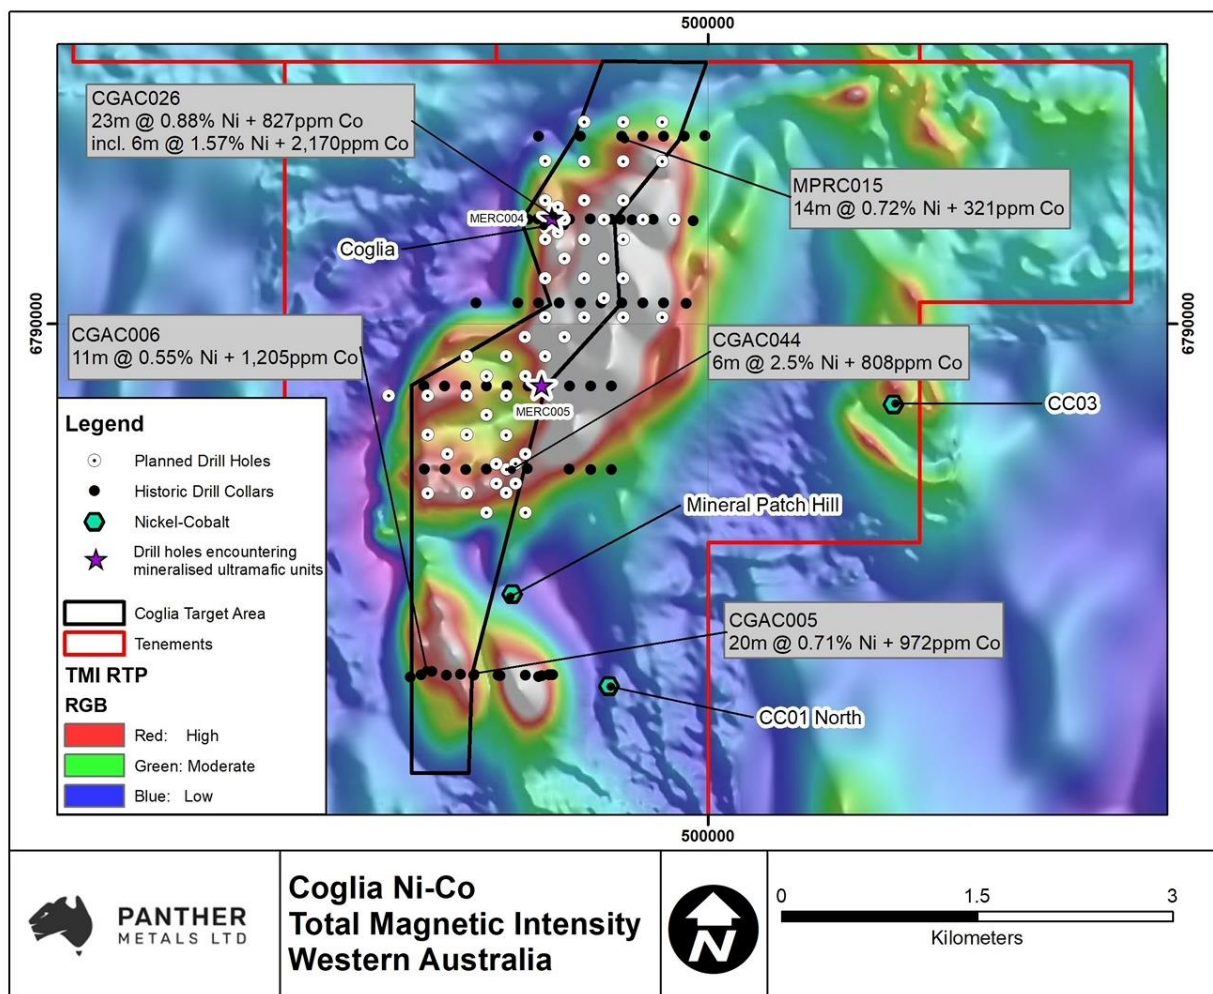 500000
CGAC026
23m @ 0.88% Ni + 827ppm Co
incl. 6m @ 1.57% Ni + 2,170ppm Co
MPRC015
14m @ 0.72% Ni + 321ppm Co
MERC004
Coglia
6790000
6790000
CGAC006
11m @ 0.55% Ni + 1,205ppm Co
CGAC044
6m @ 2.5% Ni + 808ppm Co
MERC005
CC03
Legend
Planned Drill Holes
Historic Drill Collars
Nickel-Cobalt
Drill holes encountering
mineralised ultramafic units
Coglia Target Area
Tenements
TMI RTP
RGB
Red: High
Green: Moderate
Blue: Low
Mineral Patch Hill
CGAC005
20m @ 0.71% Ni + 972ppm Co
CC01 North
500000
PANTHER
METALS LTD
Coglia Ni-Co
Total Magnetic Intensity
Western Australia
N
0 1.5 3
Kilometers